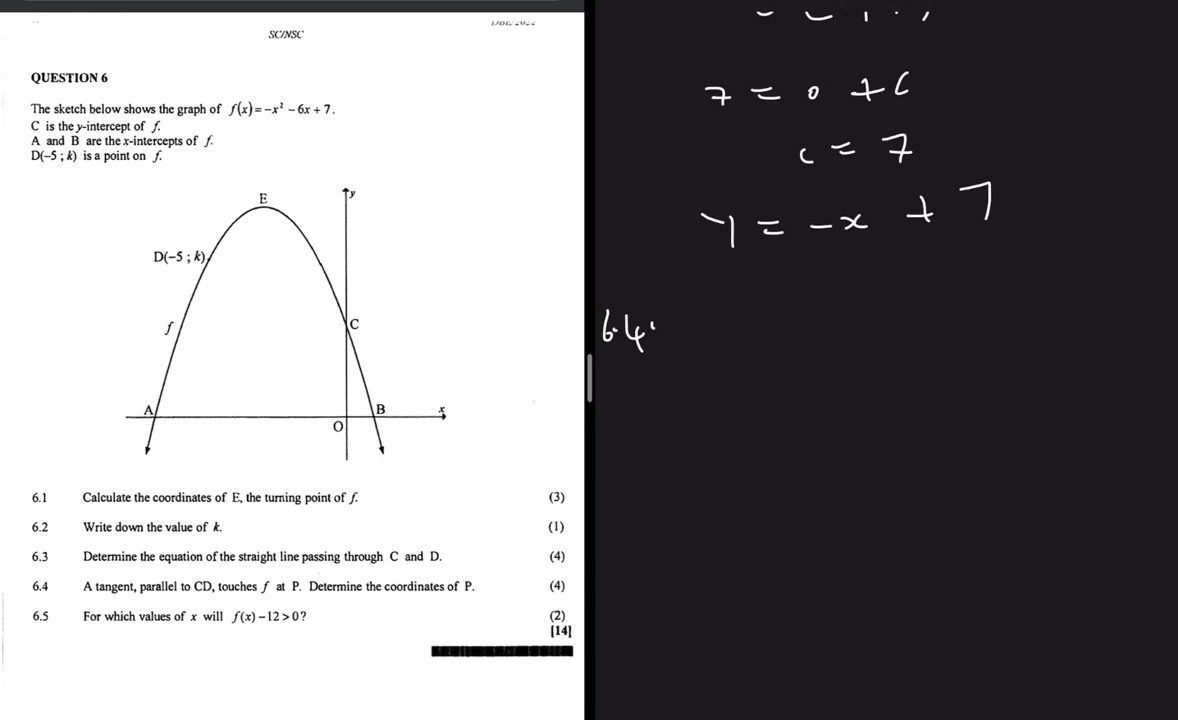 SC/NSC
QUESTION 6
The sketch below shows the graph of f(x) = −x² − 6x + 7.
C is the y-intercept of f.
A and B are the x-intercepts of f.
D(−5 ; k) is a point on f.
E
y
D(−5 ; k)
f
C
A
B
x
O
6.1 Calculate the coordinates of E, the turning point of f. (3)
6.2 Write down the value of k. (1)
6.3 Determine the equation of the straight line passing through C and D. (4)
6.4 A tangent, parallel to CD, touches f at P. Determine the coordinates of P. (4)
6.5 For which values of x will f(x) − 12 > 0? (2)
[14]
7 = 0 + c
c = 7
y = -x + 7
6.4.